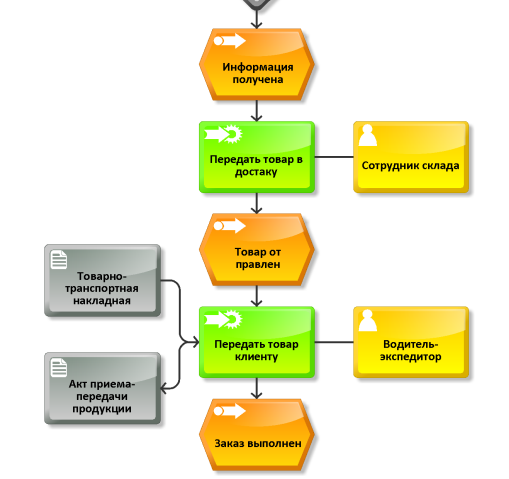 Информация
получена
Передать товар в
достаку
Сотрудник склада
Товар от
правлен
Товарно-
транспортная
накладная
Передать товар
клиенту
Водитель-
экспедитор
Акт приема-
передачи
продукции
Заказ выполнен